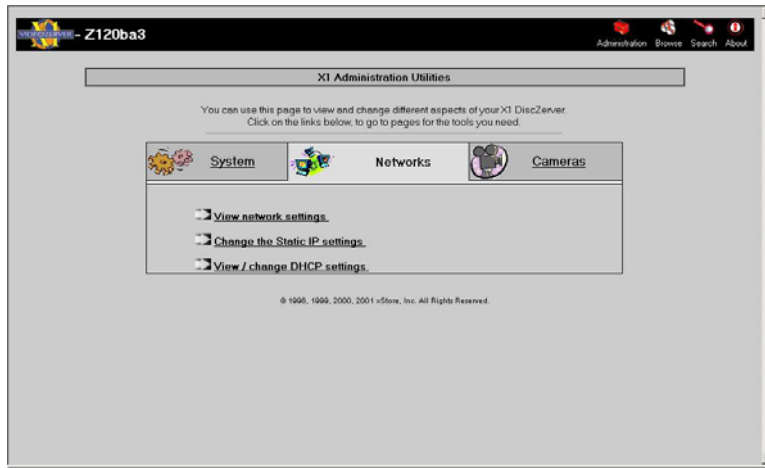 VIDEOZERVER - Z120ba3
Administration Browse Search About
X1 Administration Utilities
You can use this page to view and change different aspects of your X1 DiscZerver.
Click on the links below, to go to pages for the tools you need.
System Networks Cameras
View network settings.
Change the Static IP settings
View / change DHCP settings.
© 1998, 1999, 2000, 2001 xStore, Inc. All Rights Reserved.